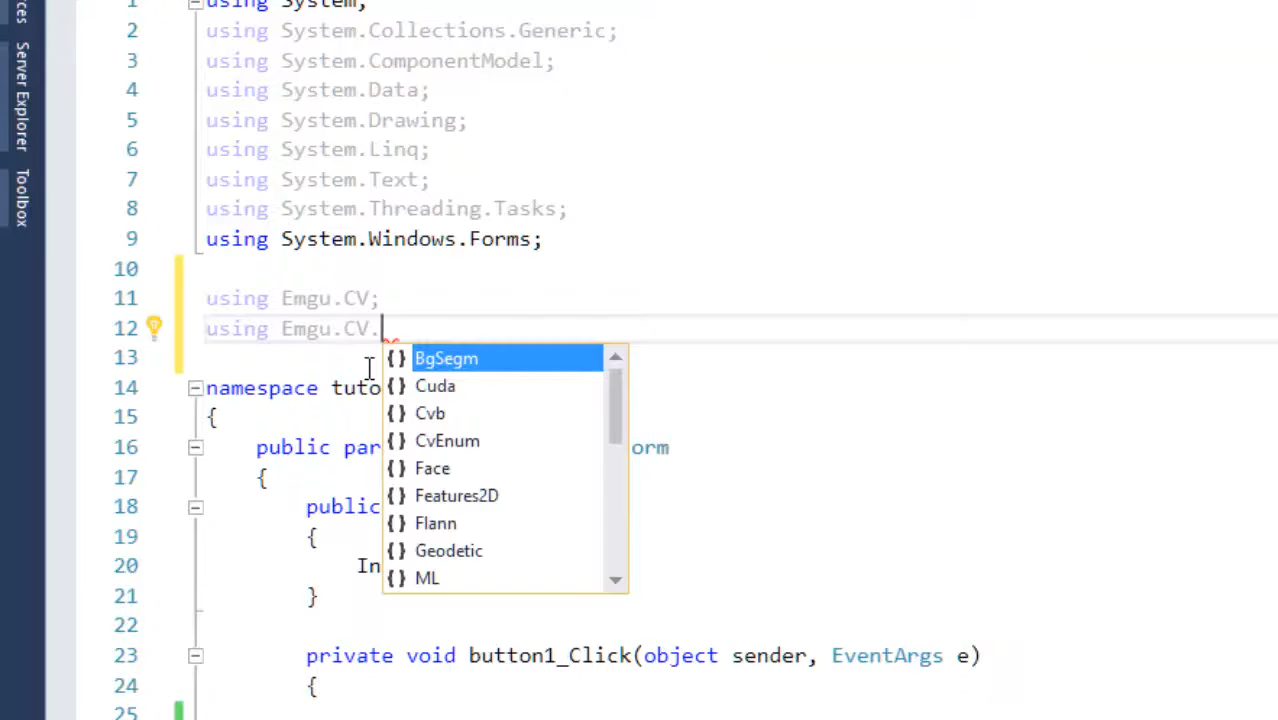 rces
Server Explorer
Toolbox
1 using System;
2 using System.Collections.Generic;
3 using System.ComponentModel;
4 using System.Data;
5 using System.Drawing;
6 using System.Linq;
7 using System.Text;
8 using System.Threading.Tasks;
9 using System.Windows.Forms;
10
11 using Emgu.CV;
12 using Emgu.CV.
13
BgSegm
Cuda
Cvb
CvEnum
Face
Features2D
Flann
Geodetic
ML
14 namespace tuto
15 {
16 public par orm
17 {
18 public
19 {
20 In
21 }
22
23 private void button1_Click(object sender, EventArgs e)
24 {
25